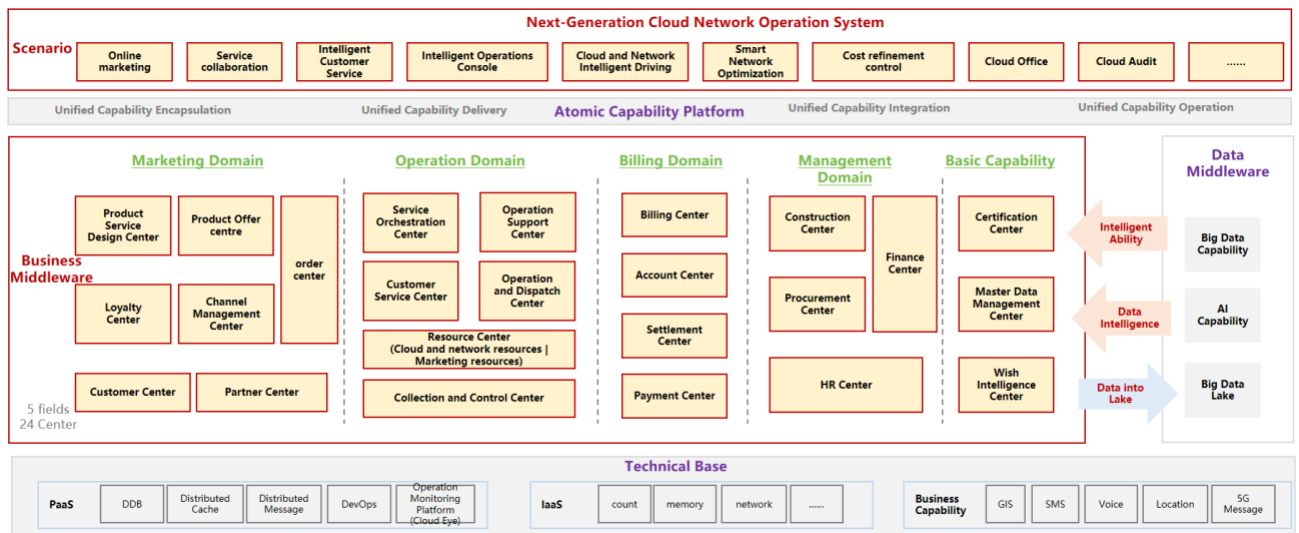 Next-Generation Cloud Network Operation System
Scenario
Online
marketing
Service
collaboration
Intelligent
Customer
Service
Intelligent Operations
Console
Cloud and Network
Intelligent Driving
Smart
Network
Optimization
Cost refinement
control
Cloud Office
Cloud Audit
......
Unified Capability Encapsulation
Unified Capability Delivery
Atomic Capability Platform
Unified Capability Integration
Unified Capability Operation
Business
Middleware
5 fields
24 Center
Marketing Domain
Product
Service
Design Center
Product Offer
centre
order
center
Loyalty
Center
Channel
Management
Center
Customer Center
Partner Center
Operation Domain
Service
Orchestration
Center
Operation
Support
Center
Customer
Service Center
Operation
and Dispatch
Center
Resource Center
(Cloud and network resources |
Marketing resources)
Collection and Control Center
Billing Domain
Billing Center
Account Center
Settlement
Center
Payment Center
Management
Domain
Construction
Center
Finance
Center
Procurement
Center
HR Center
Basic Capability
Certification
Center
Master Data
Management
Center
Wish
Intelligence
Center
Intelligent
Ability
Data
Intelligence
Data into
Lake
Data
Middleware
Big Data
Capability
AI
Capability
Big Data
Lake
Technical Base
PaaS
DDB
Distributed
Cache
Distributed
Message
DevOps
Operation
Monitoring
Platform
(Cloud Eye)
IaaS
count
memory
network
......
Business
Capability
GIS
SMS
Voice
Location
5G
Message